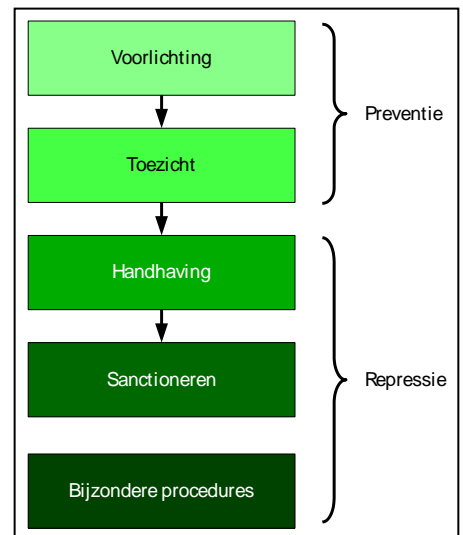 Voorlichting
Preventie
Toezicht
Handhaving
Sanctioneren
Repressie
Bijzondere procedures